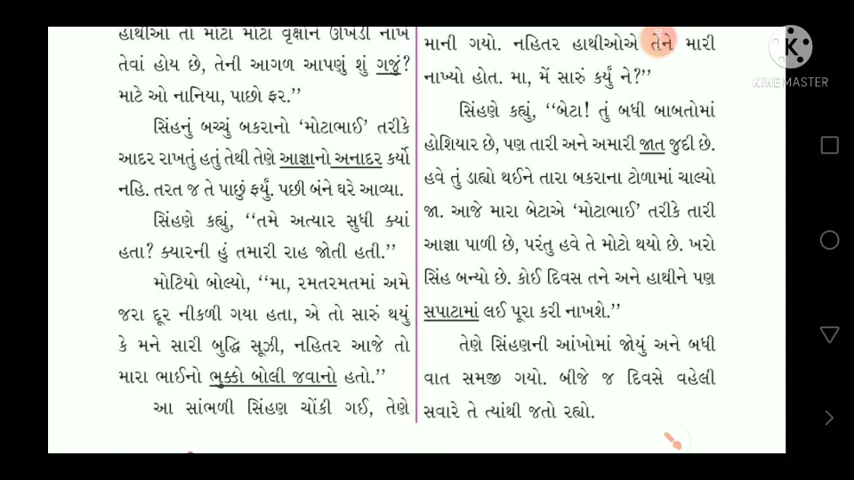 હાથીઓ તો મોટાં મોટાં વૃક્ષોને ઊખેડી નાખે
તેવાં હોય છે, તેની આગળ આપણું શું ગજું?
માટે ઓ નાનિયા, પાછો ફર.''
સિંહનું બચ્ચું બકરાનો 'મોટાભાઈ' તરીકે
આદર રાખતું હતું તેથી તેણે આજ્ઞાનો અનાદર કર્યો
નહિ. તરત જ તે પાછું ફર્યું. પછી બંને ઘરે આવ્યા.
સિંહણે કહ્યું, ''તમે અત્યાર સુધી ક્યાં
હતા? ક્યારની હું તમારી રાહ જોતી હતી.''
મોટિયો બોલ્યો, ''મા, રમતરમતમાં અમે
જરા દૂર નીકળી ગયા હતા, એ તો સારું થયું
કે મને સારી બુદ્ધિ સૂઝી, નહિતર આજે તો
મારા ભાઈનો ભુક્કો બોલી જવાનો હતો.''
આ સાંભળી સિંહણ ચોંકી ગઈ, તેણે
માની ગયો. નહિતર હાથીઓએ તેને મારી
નાખ્યો હોત. મા, મેં સારું કર્યું ને?''
સિંહણે કહ્યું, ''બેટા! તું બધી બાબતોમાં
હોશિયાર છે, પણ તારી અને અમારી જાત જુદી છે.
હવે તું ડાહ્યો થઈને તારા બકરાના ટોળામાં ચાલ્યો
જા. આજે મારા બેટાએ 'મોટાભાઈ' તરીકે તારી
આજ્ઞા પાળી છે, પરંતુ હવે તે મોટો થયો છે. ખરો
સિંહ બન્યો છે. કોઈ દિવસ તને અને હાથીને પણ
સપાટામાં લઈ પૂરા કરી નાખશે.''
તેણે સિંહણની આંખોમાં જોયું અને બધી
વાત સમજી ગયો. બીજે જ દિવસે વહેલી
સવારે તે ત્યાંથી જતો રહ્યો.
K
KINEMASTER